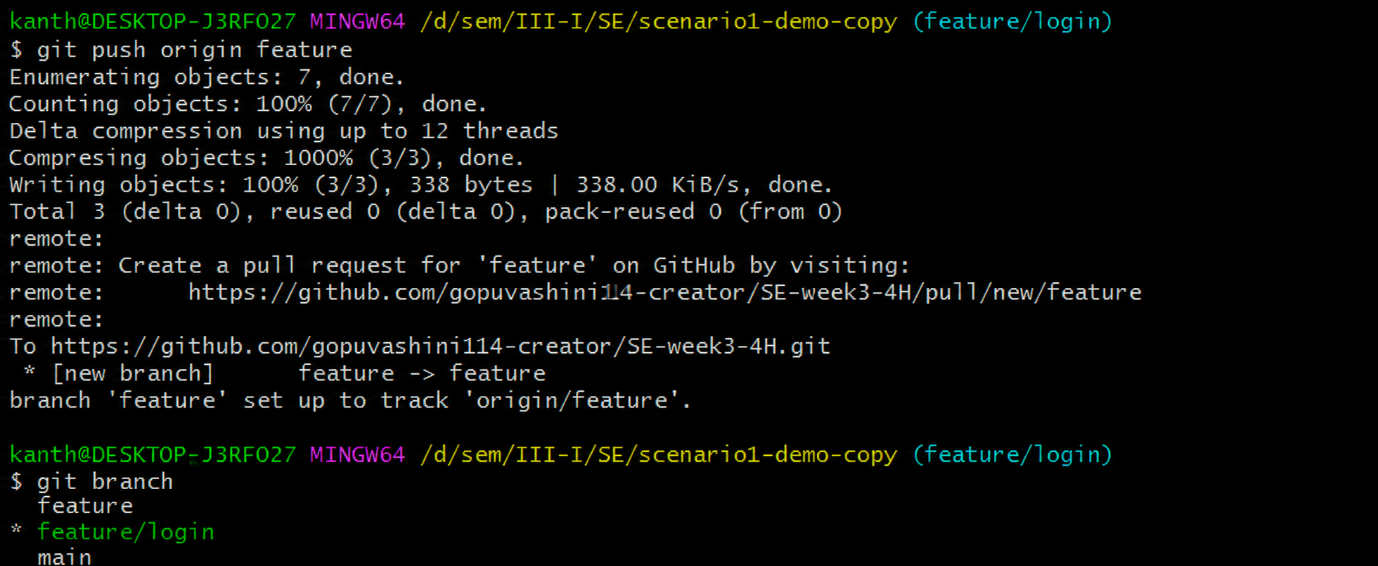 kanth@DESKTOP-J3RFO27 MINGW64 /d/sem/III-I/SE/scenario1-demo-copy (feature/login)
$ git push origin feature
Enumerating objects: 7, done.
Counting objects: 100% (7/7), done.
Delta compression using up to 12 threads
Compresing objects: 1000% (3/3), done.
Writing objects: 100% (3/3), 338 bytes | 338.00 KiB/s, done.
Total 3 (delta 0), reused 0 (delta 0), pack-reused 0 (from 0)
remote:
remote: Create a pull request for 'feature' on GitHub by visiting:
remote:      https://github.com/gopuvashini114-creator/SE-week3-4H/pull/new/feature
remote:
To https://github.com/gopuvashini114-creator/SE-week3-4H.git
 * [new branch]      feature -> feature
branch 'feature' set up to track 'origin/feature'.
kanth@DESKTOP-J3RFO27 MINGW64 /d/sem/III-I/SE/scenario1-demo-copy (feature/login)
$ git branch
  feature
* feature/login
  main